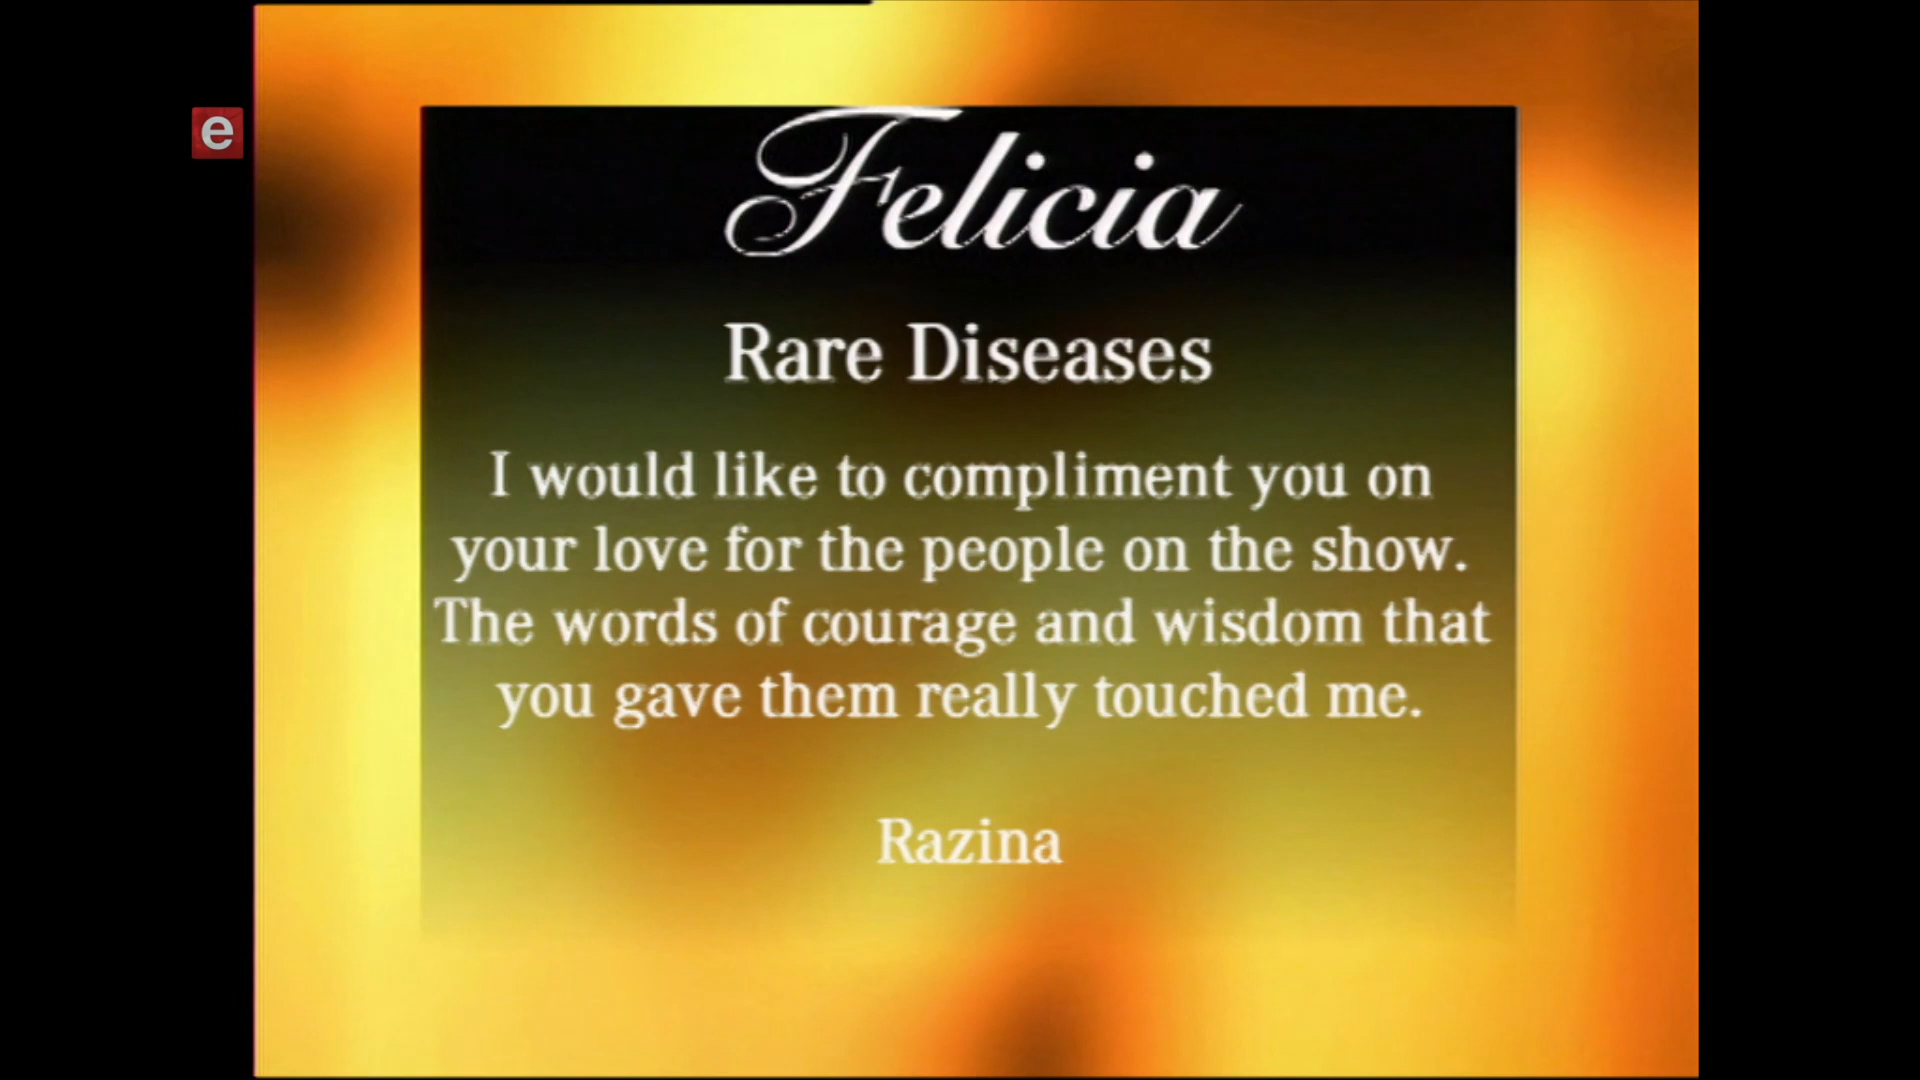 e
Felicia
Rare Diseases
I would like to compliment you on
your love for the people on the show.
The words of courage and wisdom that
you gave them really touched me.
Razina